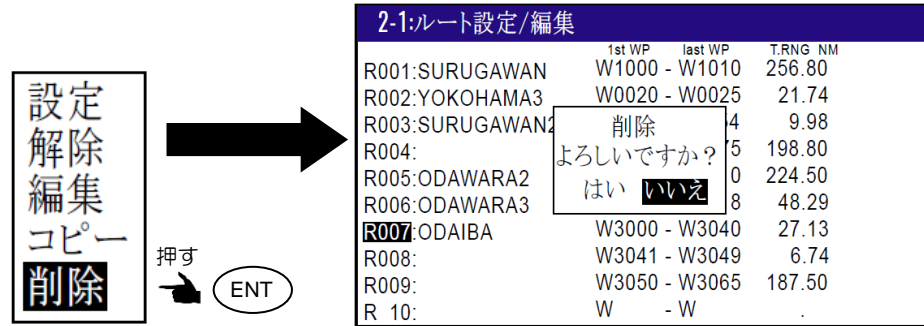 設定
解除
編集
コピー
削除
押す
ENT
2-1:ルート設定/編集
1st WP last WP T.RNG NM
R001:SURUGAWAN W1000 - W1010 256.80
R002:YOKOHAMA3 W0020 - W0025 21.74
R003:SURUGAWAN2 4 9.98
R004: 5 198.80
R005:ODAWARA2 0 224.50
R006:ODAWARA3 8 48.29
R007:ODAIBA W3000 - W3040 27.13
R008: W3041 - W3049 6.74
R009: W3050 - W3065 187.50
R 10: W - W .
削除
よろしいですか?
はい いいえ